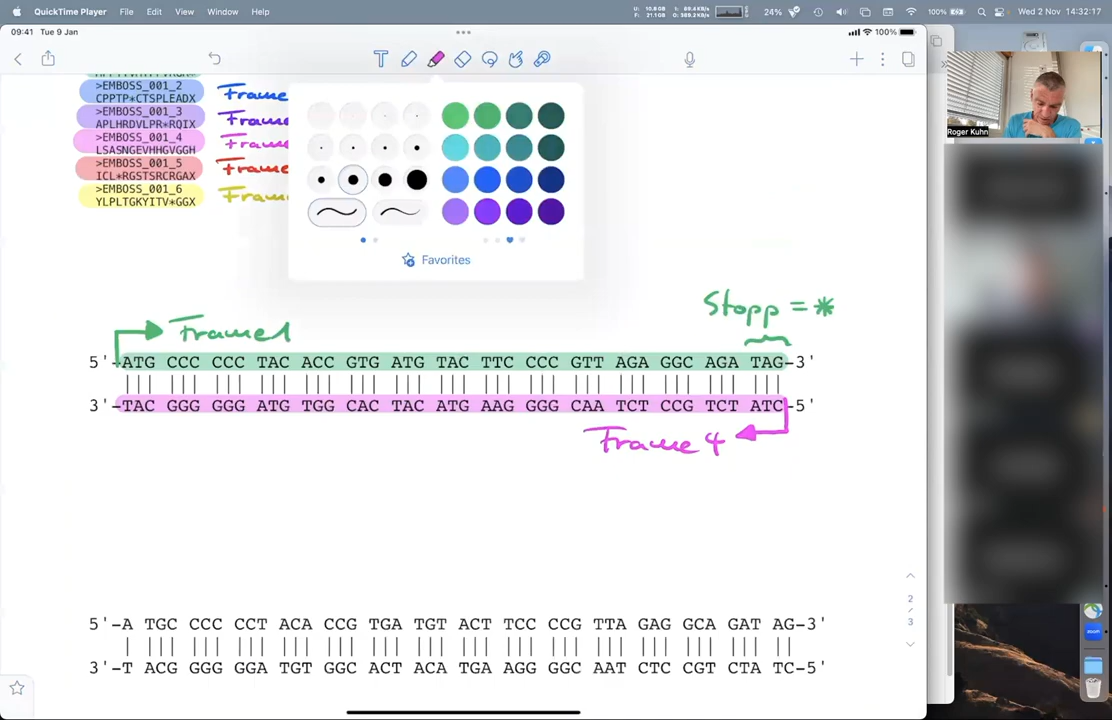 QuickTime Player File Edit View Window Help
24% 100% Wed 2 Nov 14:32:17
09:41 Tue 9 Jan
100%
>EMBOSS_001_2
CPPTP*CTSPLEADX
Frame
>EMBOSS_001_3
APLHRDVLPR*RQIX
Frame
>EMBOSS_001_4
LSASNGEVHHGVGGH
Frame
>EMBOSS_001_5
ICL*RGSTSRCRGAX
Frame
>EMBOSS_001_6
YLPLTGKYITV*GGX
Frame
Favorites
Roger Kuhn
Stopp = *
Frame 1
5'-ATG CCC CCC TAC ACC GTG ATG TAC TTC CCC GTT AGA GGC AGA TAG-3'
3'-TAC GGG GGG ATG TGG CAC TAC ATG AAG GGG CAA TCT CCG TCT ATC-5'
Frame 4
2
/
3
5'-A TGC CCC CCT ACA CCG TGA TGT ACT TCC CCG TTA GAG GCA GAT AG-3'
3'-T ACG GGG GGA TGT GGC ACT ACA TGA AGG GGC AAT CTC CGT CTA TC-5'
zoom